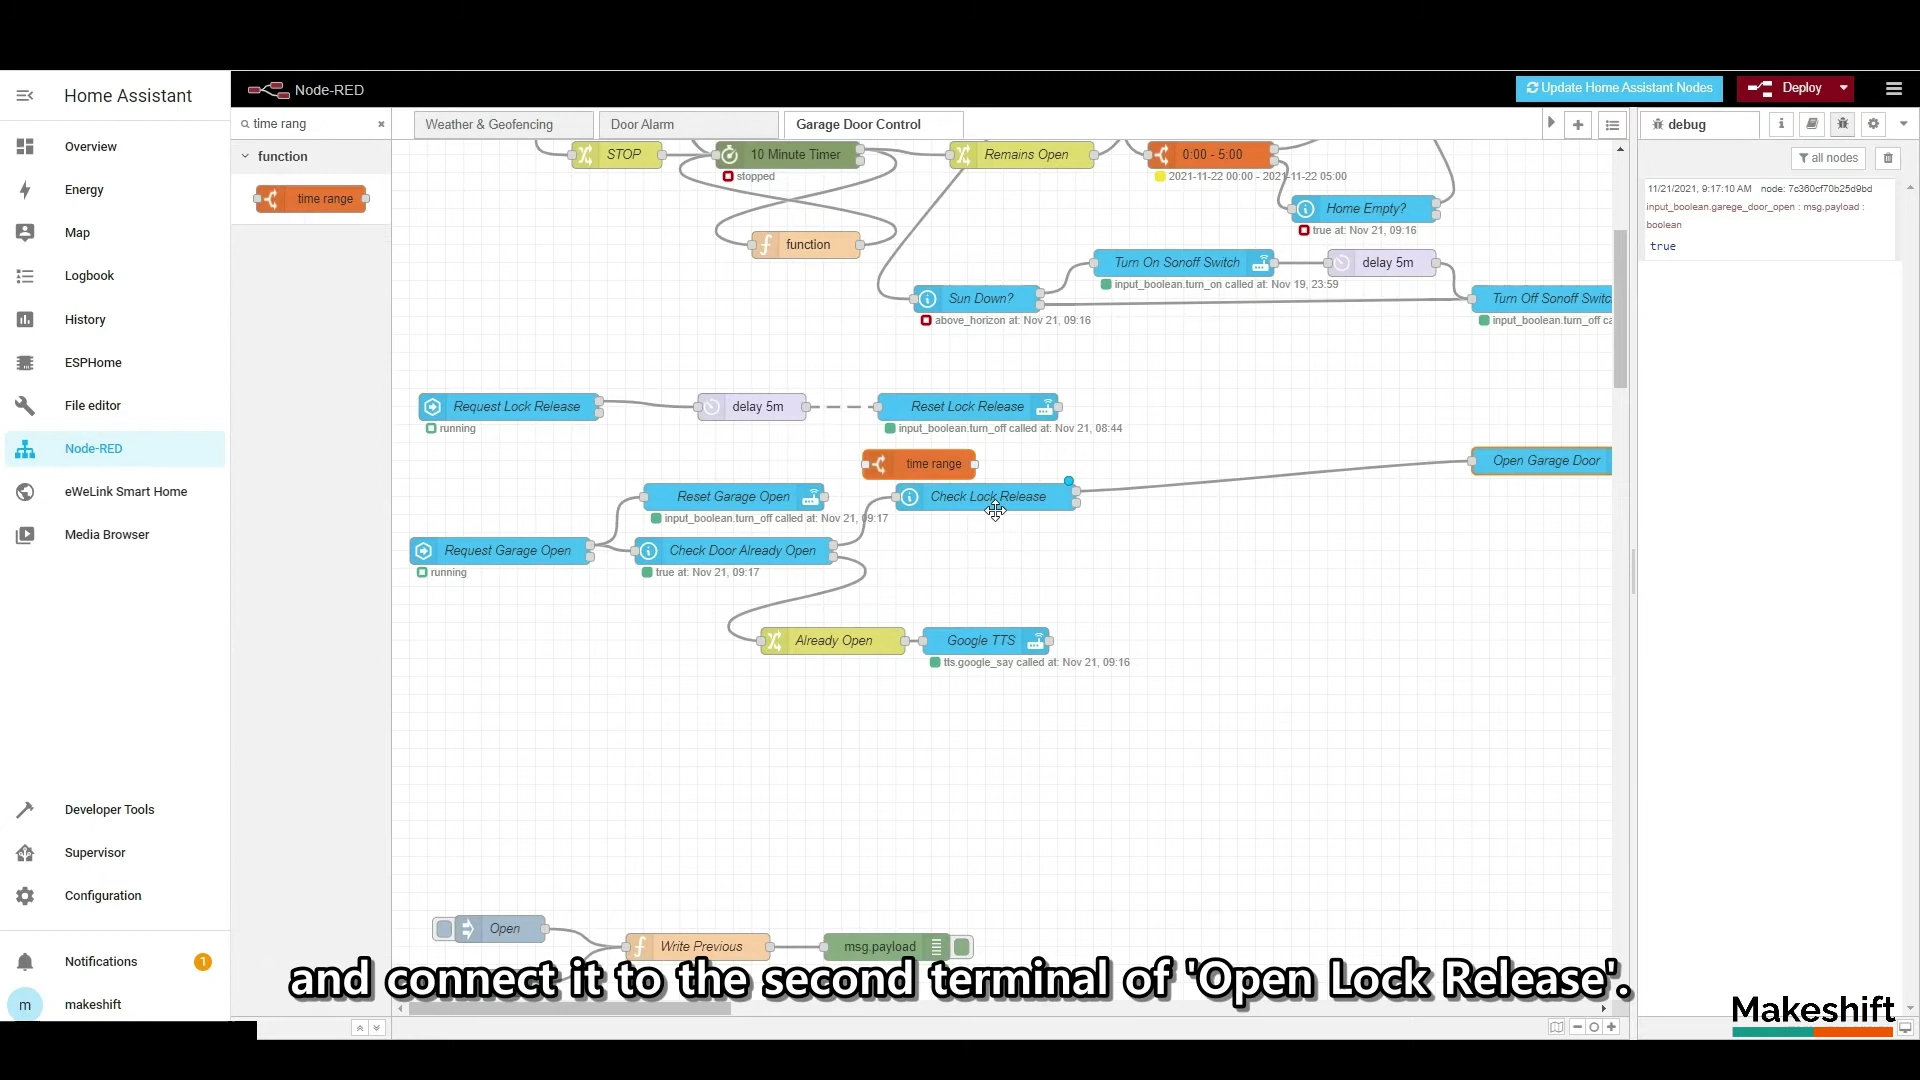 Home Assistant
Node-RED
Update Home Assistant Nodes
Deploy
time rang
Weather & Geofencing
Door Alarm
Garage Door Control
debug
Overview
function
STOP
10 Minute Timer
Remains Open
0:00 - 5:00
all nodes
stopped
2021-11-22 00:00 - 2021-11-22 05:00
Energy
time range
Home Empty?
11/21/2021, 9:17:10 AM node: 7c360cf70b25d9bd
input_boolean.garege_door_open : msg.payload :
boolean
true
Map
true at: Nov 21, 09:16
function
Logbook
Turn On Sonoff Switch
delay 5m
input_boolean.turn_on called at: Nov 19, 23:59
Sun Down?
Turn Off Sonoff Switc
History
above_horizon at: Nov 21, 09:16
input_boolean.turn_off ca
ESPHome
File editor
Request Lock Release
delay 5m
Reset Lock Release
running
input_boolean.turn_off called at: Nov 21, 08:44
Node-RED
time range
Open Garage Door
eWeLink Smart Home
Reset Garage Open
Check Lock Release
input_boolean.turn_off called at: Nov 21, 09:17
Media Browser
Request Garage Open
Check Door Already Open
running
true at: Nov 21, 09:17
Already Open
Google TTS
tts.google_say called at: Nov 21, 09:16
Developer Tools
Supervisor
Configuration
Open
Write Previous
msg.payload
Notifications
1
and connect it to the second terminal of 'Open Lock Release'.
m
makeshift
Makeshift